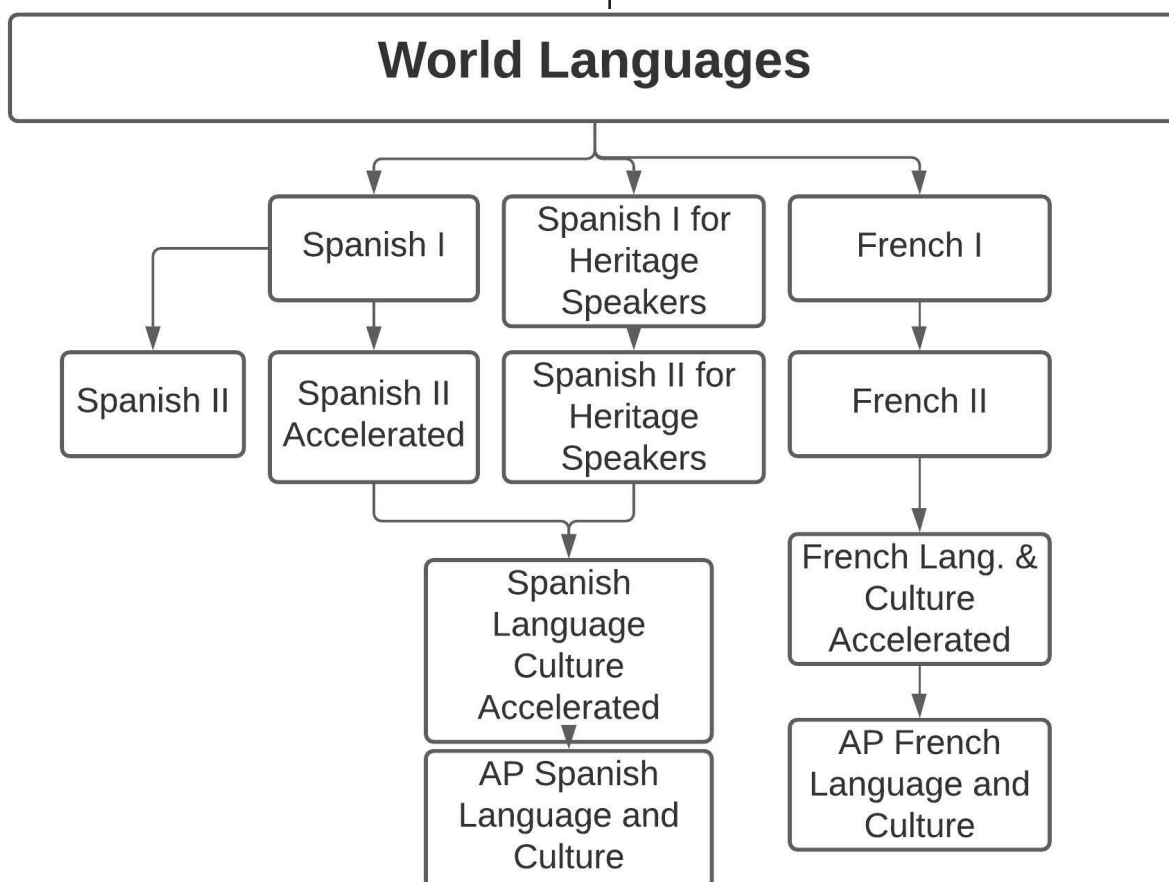 World Languages
Spanish I
Spanish I for
Heritage
Speakers
French I
Spanish II
Spanish II
Accelerated
Spanish II for
Heritage
Speakers
French II
Spanish
Language
Culture
Accelerated
French Lang. &
Culture
Accelerated
AP Spanish
Language and
Culture
AP French
Language and
Culture